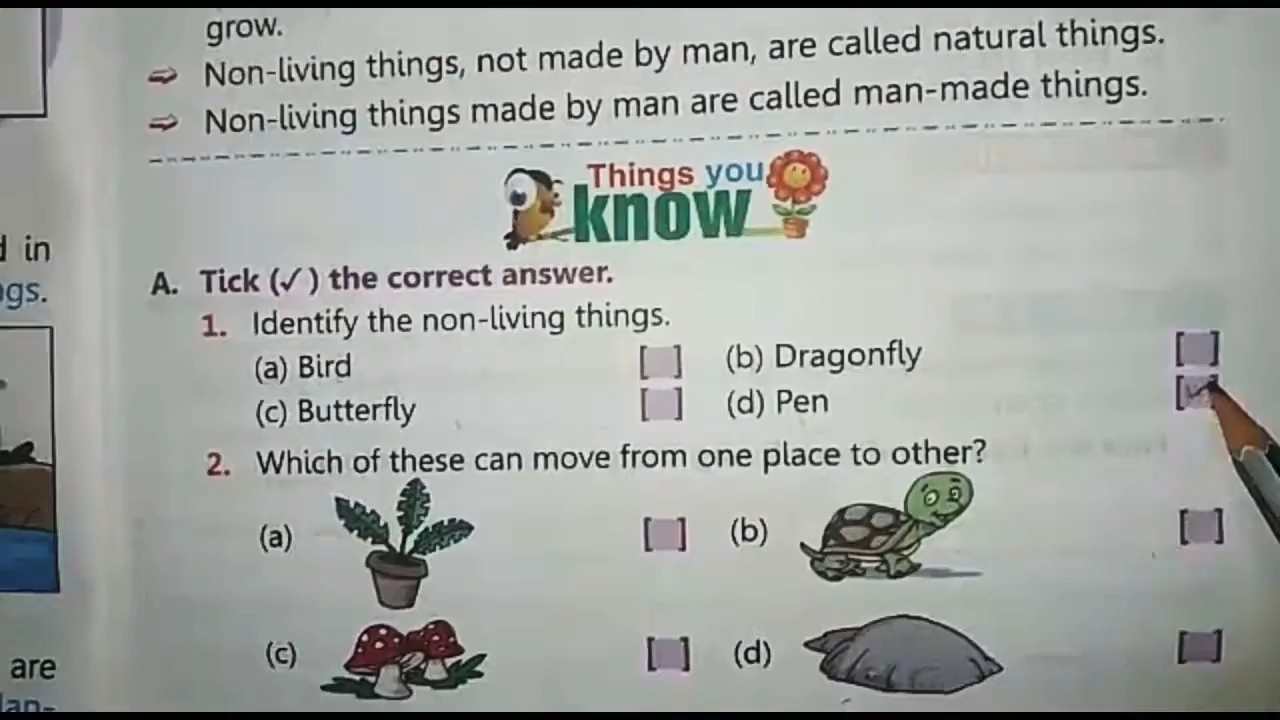 grow.
⇨ Non-living things, not made by man, are called natural things.
⇨ Non-living things made by man are called man-made things.
Things you
know
in
gs.
A. Tick (✓) the correct answer.
1. Identify the non-living things.
(a) Bird [ ] (b) Dragonfly [ ]
(c) Butterfly [ ] (d) Pen [✓]
2. Which of these can move from one place to other?
(a) [ ] (b) [ ]
(c) [ ] (d) [ ]
are